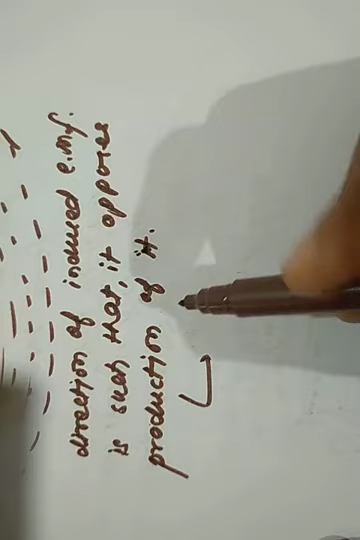 direction of induced e.m.f.
is such that, it opposes
production of it.